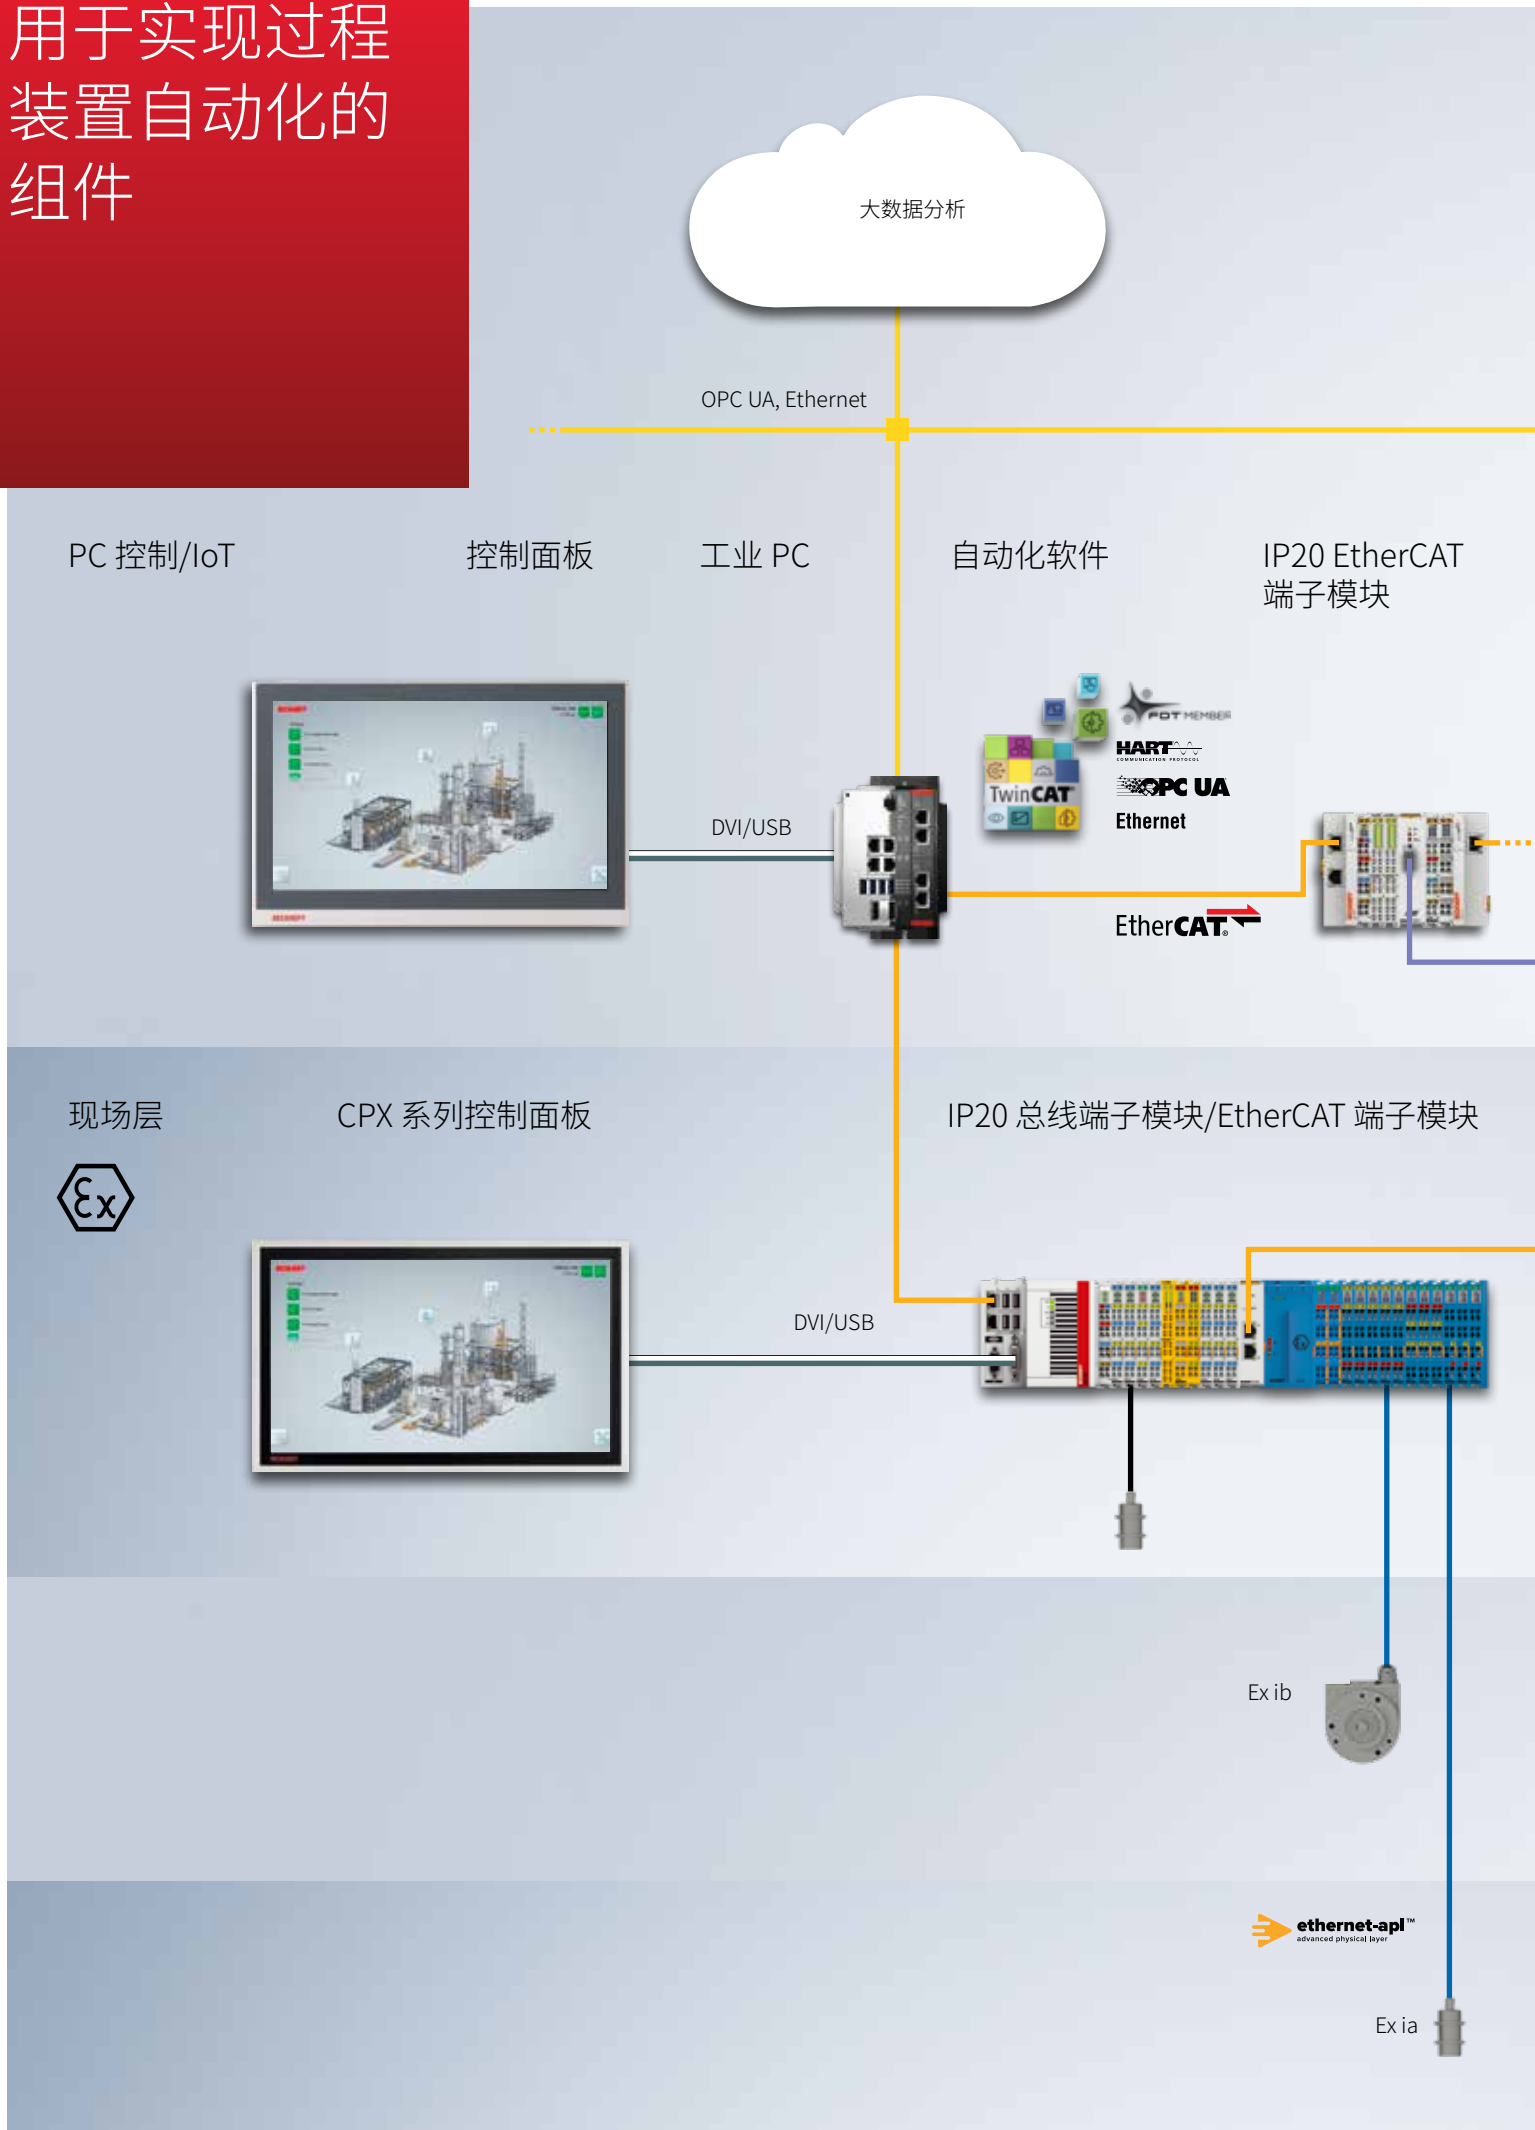 用于实现过程
装置自动化的
组件
大数据分析
OPC UA, Ethernet
PC 控制/IoT
控制面板
工业 PC
自动化软件
IP20 EtherCAT
端子模块
FDT MEMBER
HART
COMMUNICATION PROTOCOL
OPC UA
TwinCAT
Ethernet
DVI/USB
EtherCAT®
现场层
CPX 系列控制面板
IP20 总线端子模块/EtherCAT 端子模块
Ex
DVI/USB
Ex ib
ethernet-apl™
advanced physical layer
Ex ia